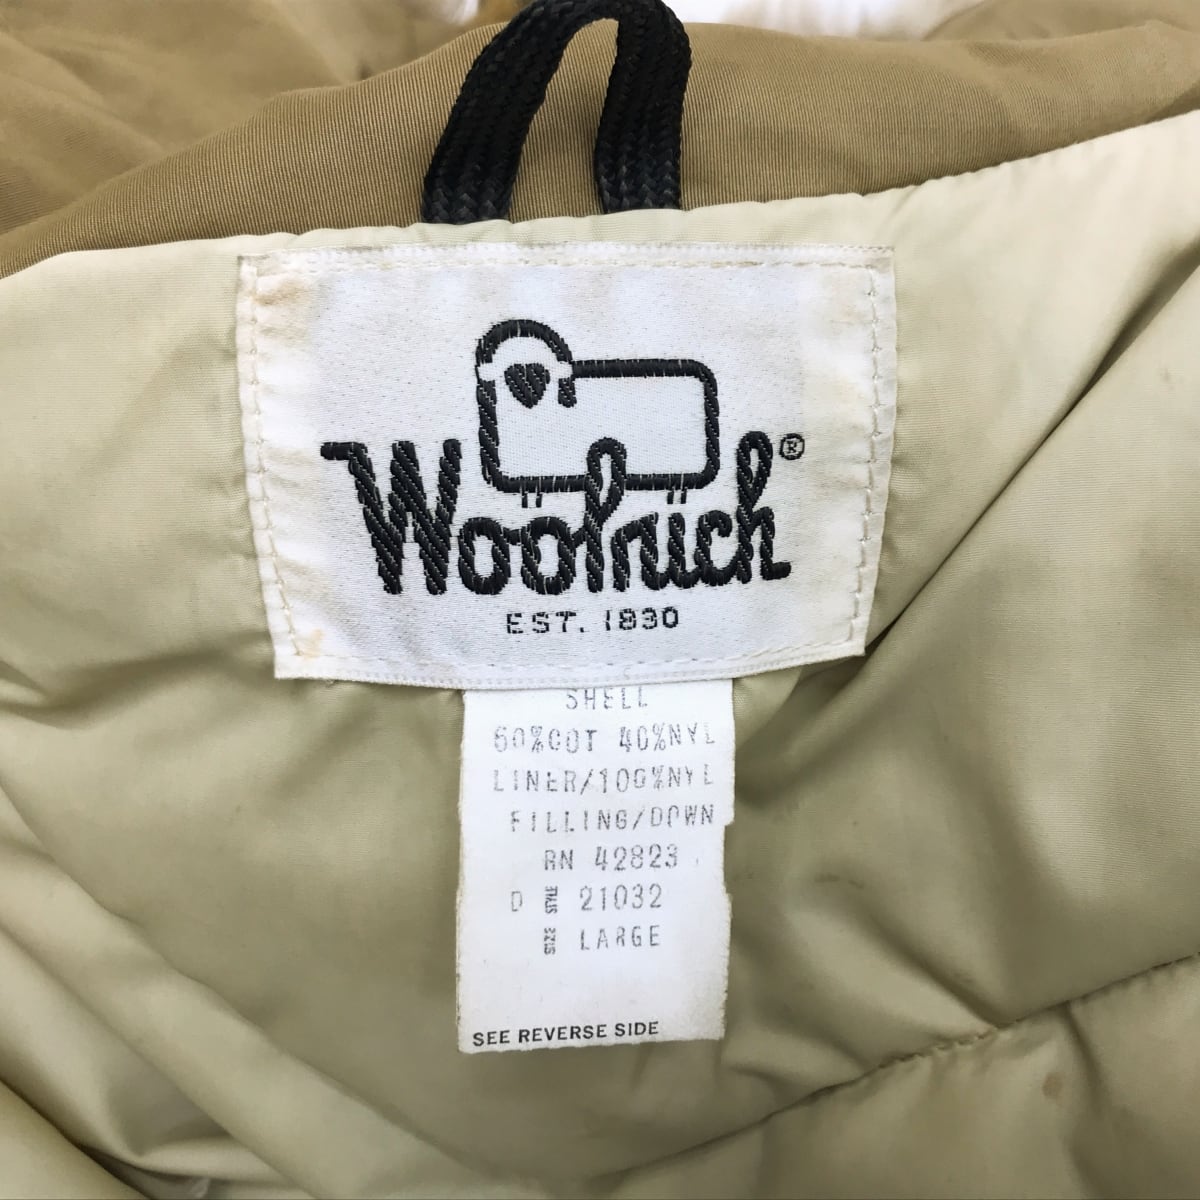 Woolrich®
EST. 1830
SHELL
60%COT 40%NYL
LINER/100%NYL
FILLING/DOWN
RN 42823
D STYLE 21032
SIZE LARGE
SEE REVERSE SIDE